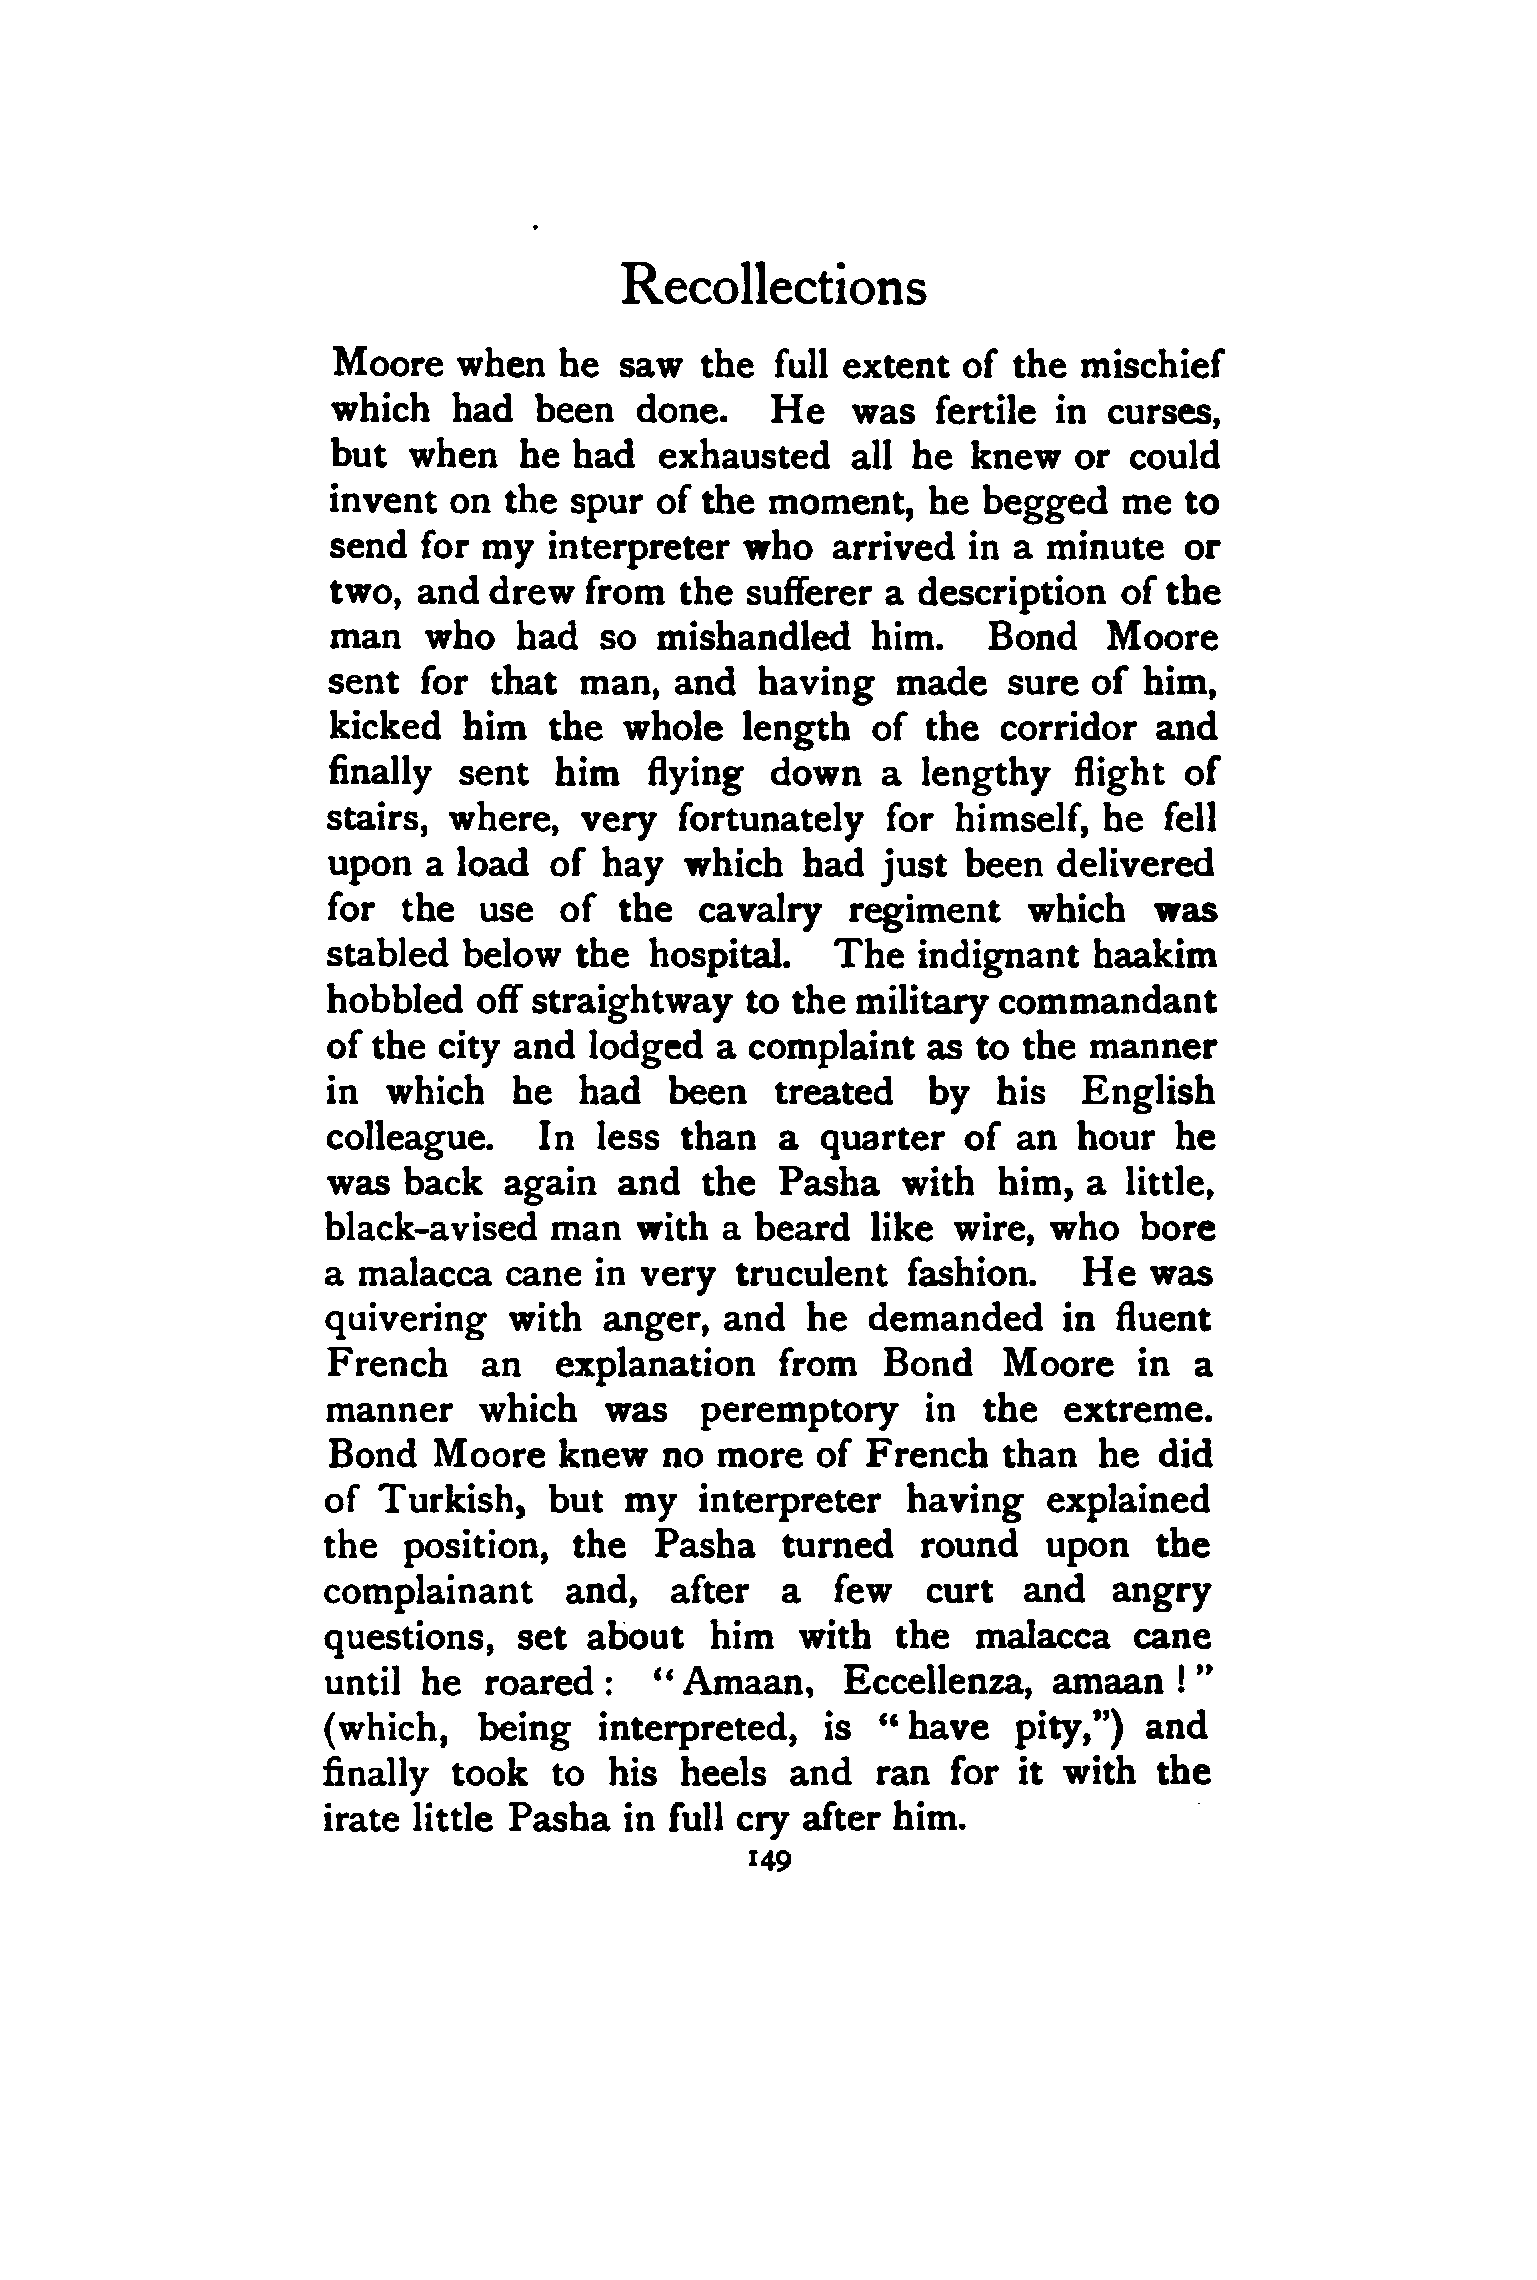 Recollections
Moore when he saw the full extent of the mischief
which had been done. He was fertile in curses,
but when he had exhausted all he knew or could
invent on the spur of the moment, he begged me to
send for my interpreter who arrived in a minute or
two, and drew from the sufferer a description of the
man who had so mishandled him. Bond Moore
sent for that man, and having made sure of him,
kicked him the whole length of the corridor and
finally sent him flying down a lengthy flight of
stairs, where, very fortunately for himself, he fell
upon a load of hay which had just been delivered
for the use of the cavalry regiment which was
stabled below the hospital. The indignant haakim
hobbled off straightway to the military commandant
of the city and lodged a complaint as to the manner
in which he had been treated by his English
colleague. In less than a quarter of an hour he
was back again and the Pasha with him, a little,
black-avised man with a beard like wire, who bore
a malacca cane in very truculent fashion. He was
quivering with anger, and he demanded in fluent
French an explanation from Bond Moore in a
manner which was peremptory in the extreme.
Bond Moore knew no more of French than he did
of Turkish, but my interpreter having explained
the position, the Pasha turned round upon the
complainant and, after a few curt and angry
questions, set about him with the malacca cane
until he roared : “ Amaan, Eccellenza, amaan ! ”
(which, being interpreted, is “ have pity,”) and
finally took to his heels and ran for it with the
irate little Pasha in full cry after him.
149